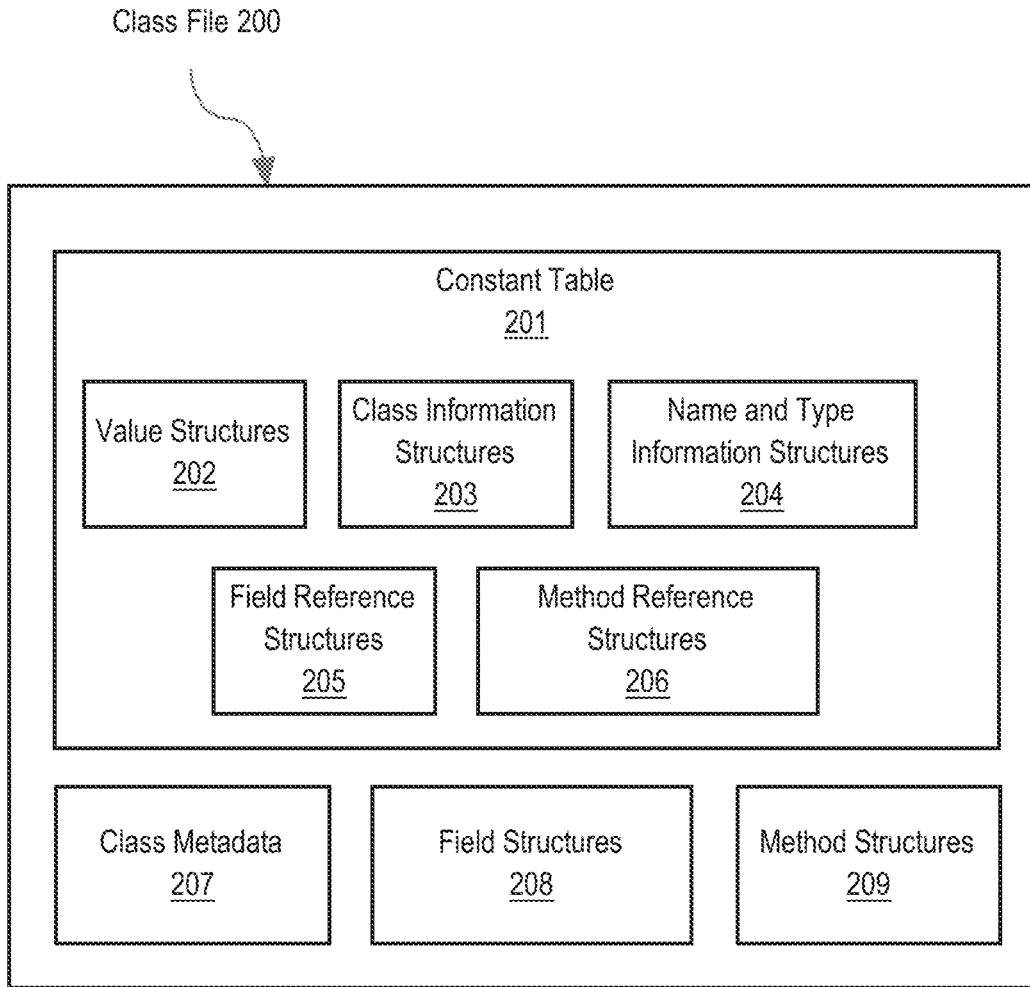 Class File 200
Constant Table
201
Value Structures
202
Class Information
Structures
203
Name and Type
Information Structures
204
Field Reference
Structures
205
Method Reference
Structures
206
Class Metadata
207
Field Structures
208
Method Structures
209